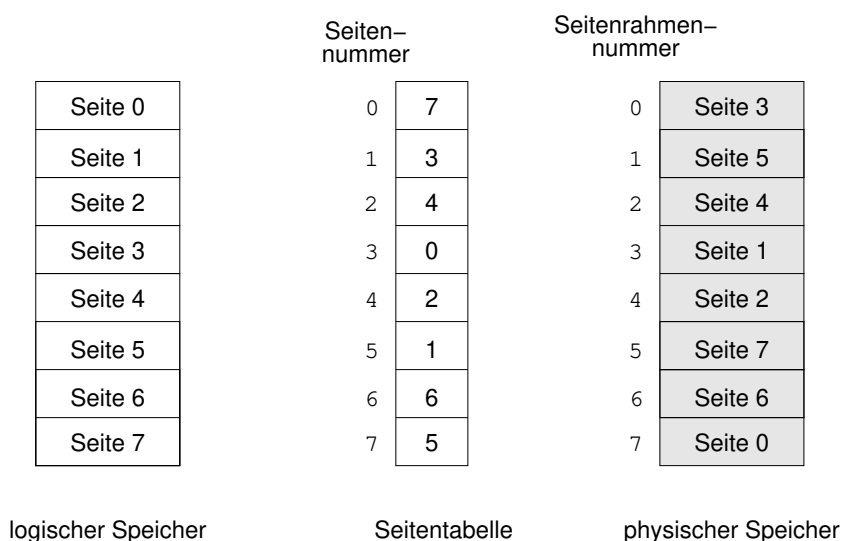 Seiten–
nummer
Seitenrahmen–
nummer
Seite 0
0
7
0
Seite 3
Seite 1
1
3
1
Seite 5
Seite 2
2
4
2
Seite 4
Seite 3
3
0
3
Seite 1
Seite 4
4
2
4
Seite 2
Seite 5
5
1
5
Seite 7
Seite 6
6
6
6
Seite 6
Seite 7
7
5
7
Seite 0
logischer Speicher
Seitentabelle
physischer Speicher